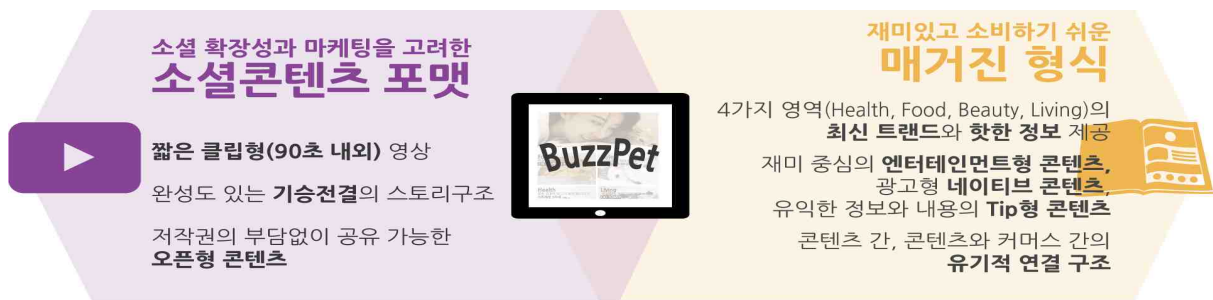 소셜 확장성과 마케팅을 고려한
소셜콘텐츠 포맷
짧은 클립형(90초 내외) 영상
완성도 있는 기승전결의 스토리구조
저작권의 부담없이 공유 가능한
오픈형 콘텐츠
BuzzPet
Health
Living
재미있고 소비하기 쉬운
매거진 형식
4가지 영역(Health, Food, Beauty, Living)의
최신 트랜드와 핫한 정보 제공
재미 중심의 엔터테인먼트형 콘텐츠,
광고형 네이티브 콘텐츠,
유익한 정보와 내용의 Tip형 콘텐츠
콘텐츠 간, 콘텐츠와 커머스 간의
유기적 연결 구조